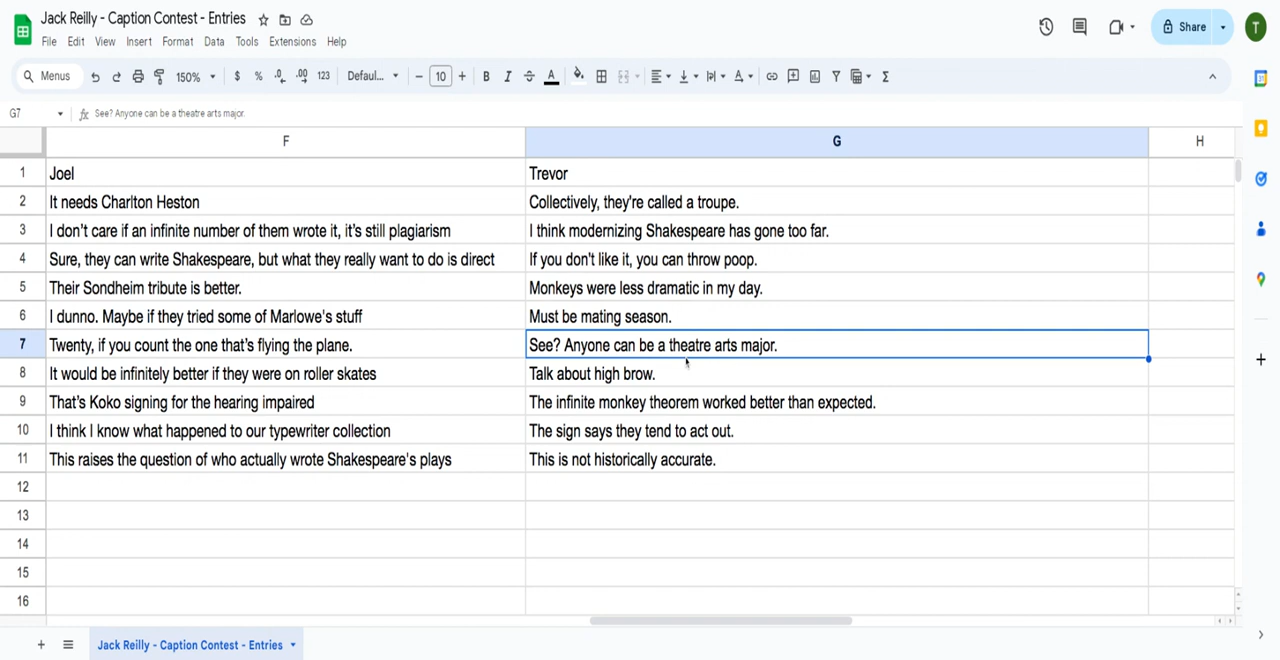 Jack Reilly - Caption Contest - Entries
File Edit View Insert Format Data Tools Extensions Help
Share
T
Menus 150% $ % .0 .00 123 Defaul... − 10 + B I A Σ
G7 fx See? Anyone can be a theatre arts major.
F G H
1 Joel Trevor
2 It needs Charlton Heston Collectively, they're called a troupe.
3 I don't care if an infinite number of them wrote it, it's still plagiarism I think modernizing Shakespeare has gone too far.
4 Sure, they can write Shakespeare, but what they really want to do is direct If you don't like it, you can throw poop.
5 Their Sondheim tribute is better. Monkeys were less dramatic in my day.
6 I dunno. Maybe if they tried some of Marlowe's stuff Must be mating season.
7 Twenty, if you count the one that's flying the plane. See? Anyone can be a theatre arts major.
8 It would be infinitely better if they were on roller skates Talk about high brow.
9 That's Koko signing for the hearing impaired The infinite monkey theorem worked better than expected.
10 I think I know what happened to our typewriter collection The sign says they tend to act out.
11 This raises the question of who actually wrote Shakespeare's plays This is not historically accurate.
12
13
14
15
16
Jack Reilly - Caption Contest - Entries